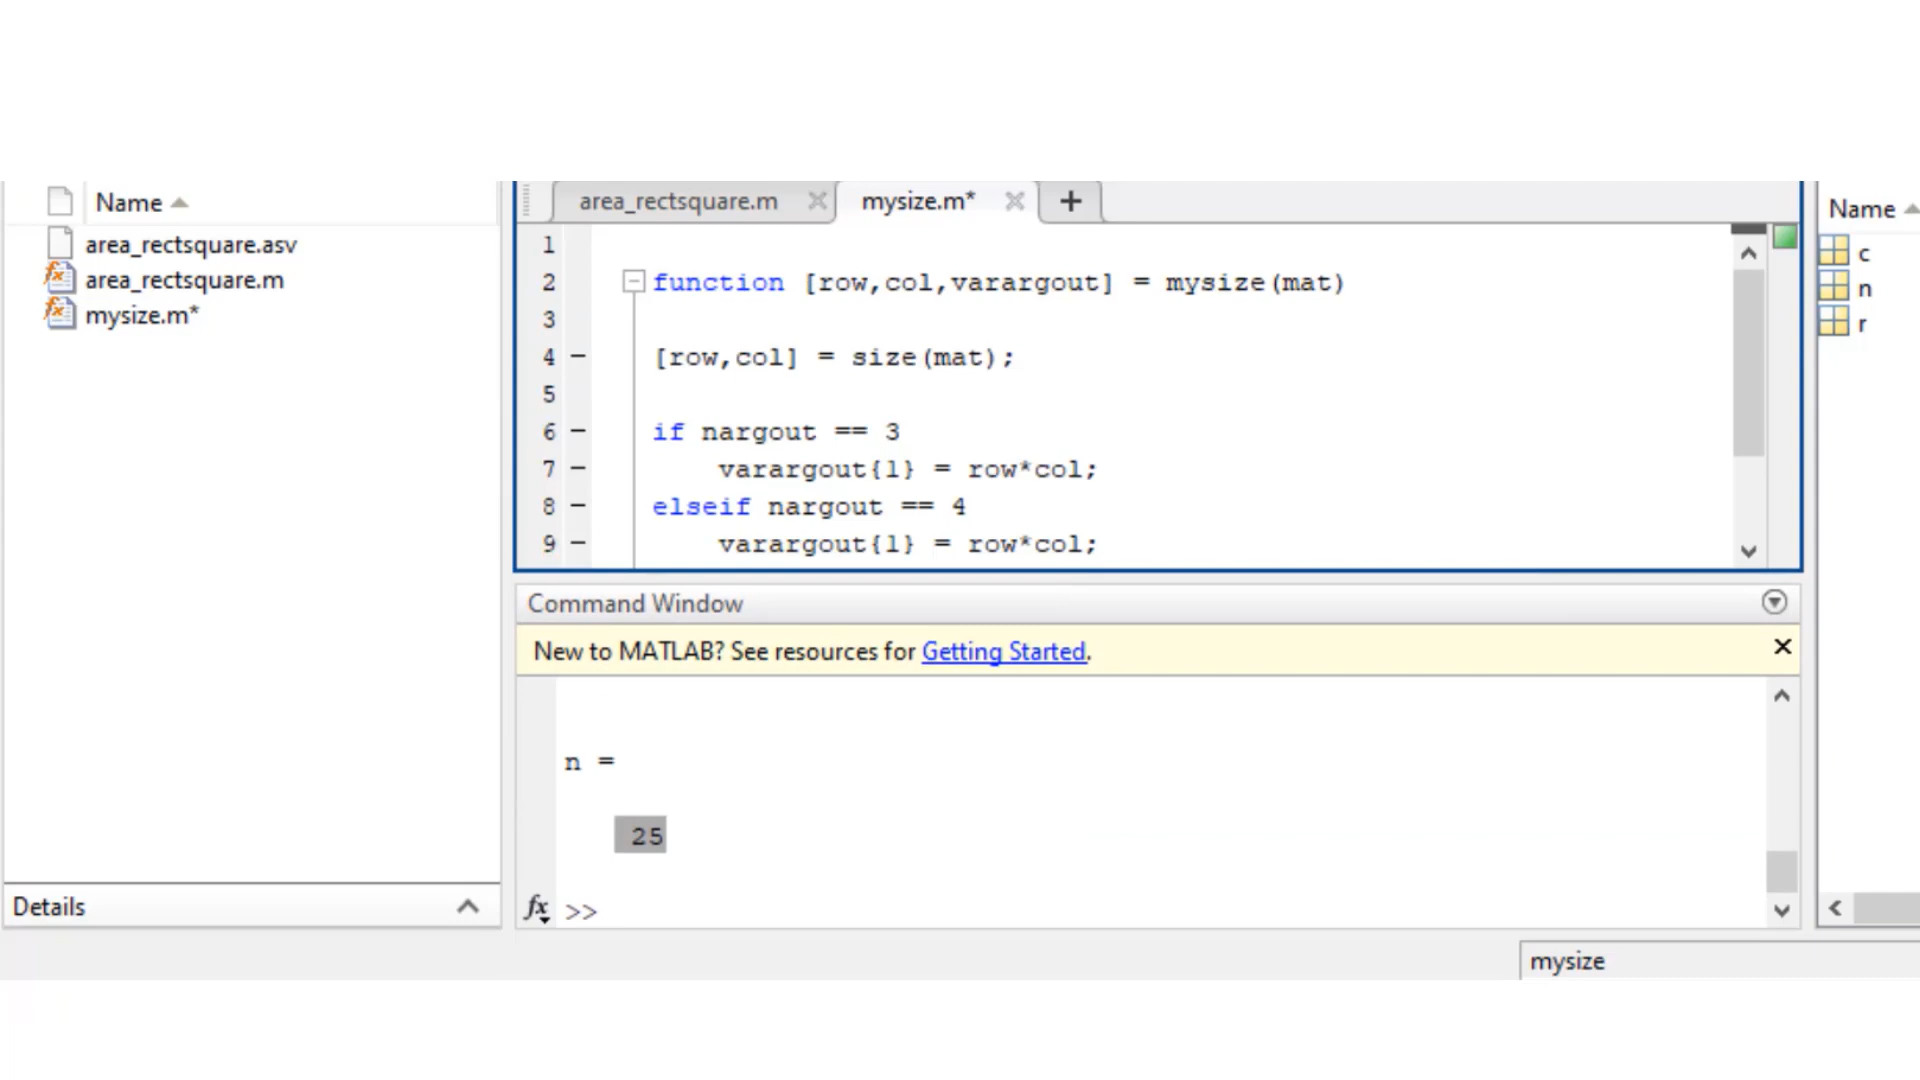 Name
area_rectsquare.asv
area_rectsquare.m
mysize.m*
Details
area_rectsquare.m mysize.m* +
1
2 function [row,col,varargout] = mysize(mat)
3
4 [row,col] = size(mat);
5
6 if nargout == 3
7 varargout{1} = row*col;
8 elseif nargout == 4
9 varargout{1} = row*col;
Command Window
New to MATLAB? See resources for Getting Started.
n =
25
fx >>
Name
c
n
r
mysize